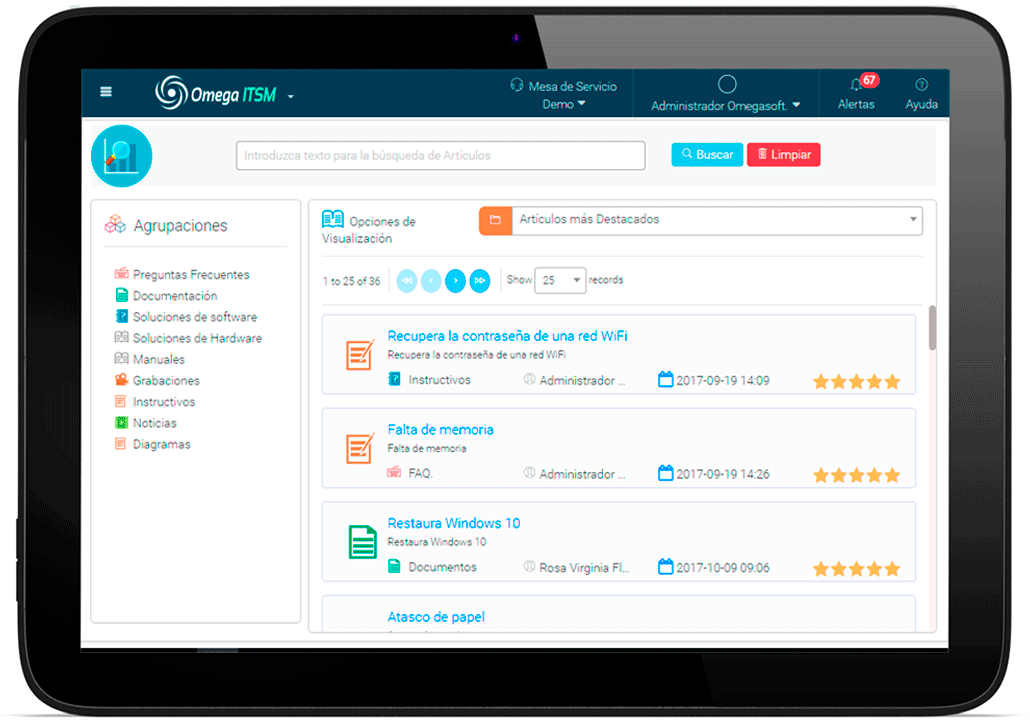 Omega ITSM
Mesa de Servicio
Demo
Administrador Omegasoft.
67
Alertas
Ayuda
Introduzca texto para la búsqueda de Artículos
Buscar
Limpiar
Agrupaciones
Preguntas Frecuentes
Documentación
Soluciones de software
Soluciones de Hardware
Manuales
Grabaciones
Instructivos
Noticias
Diagramas
Opciones de
Visualización
Artículos más Destacados
1 to 25 of 36
Show 25 records
Recupera la contraseña de una red WiFi
Recupera la contraseña de una red WiFi
Instructivos Administrador ... 2017-09-19 14:09
Falta de memoria
Falta de memoria
FAQ. Administrador ... 2017-09-19 14:26
Restaura Windows 10
Restaura Windows 10
Documentos Rosa Virginia Fl... 2017-10-09 09:06
Atasco de papel